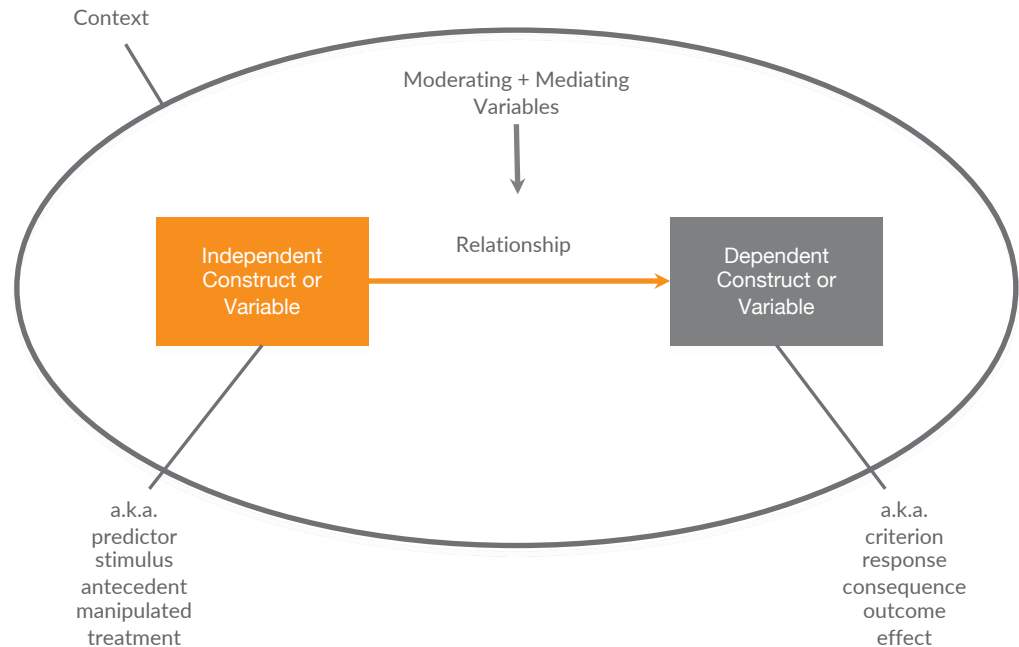 Context
Moderating + Mediating
Variables
Relationship
Independent
Construct or
Variable
Dependent
Construct or
Variable
a.k.a.
predictor
stimulus
antecedent
manipulated
treatment
a.k.a.
criterion
response
consequence
outcome
effect